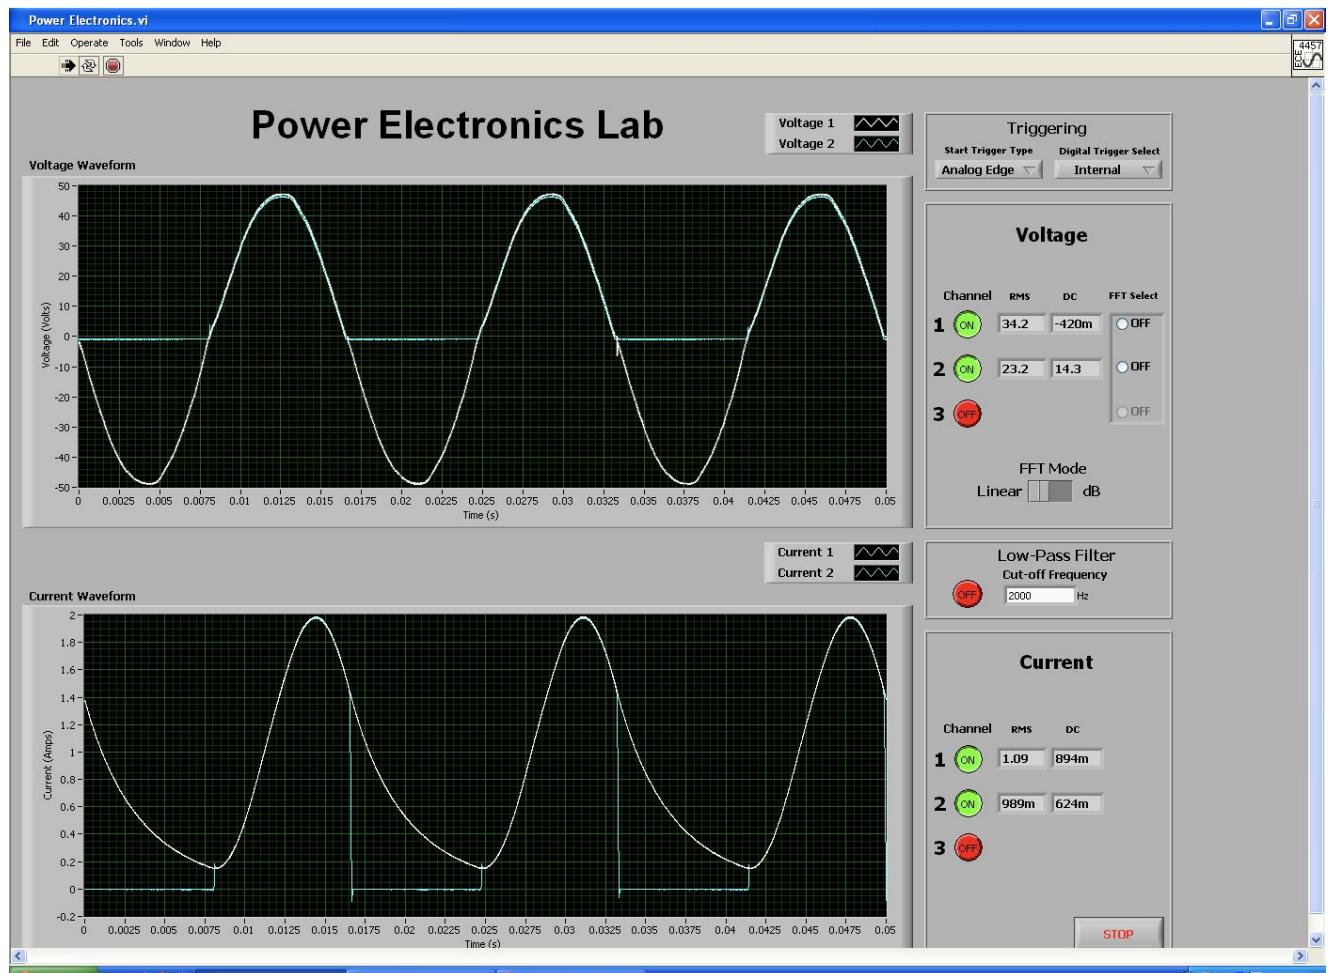 Power Electronics.vi
File Edit Operate Tools Window Help
ECE 4457
Power Electronics Lab
Voltage 1
Voltage 2
Voltage Waveform
50
40
30
20
10
0
-10
-20
-30
-40
-50
Voltage (Volts)
0 0.0025 0.005 0.0075 0.01 0.0125 0.015 0.0175 0.02 0.0225 0.025 0.0275 0.03 0.0325 0.035 0.0375 0.04 0.0425 0.045 0.0475 0.05
Time (s)
Current 1
Current 2
Current Waveform
2
1.8
1.6
1.4
1.2
1
0.8
0.6
0.4
0.2
0
-0.2
Current (Amps)
0 0.0025 0.005 0.0075 0.01 0.0125 0.015 0.0175 0.02 0.0225 0.025 0.0275 0.03 0.0325 0.035 0.0375 0.04 0.0425 0.045 0.0475 0.05
Time (s)
Triggering
Start Trigger Type Digital Trigger Select
Analog Edge Internal
Voltage
Channel RMS DC FFT Select
1 ON 34.2 -420m OFF
2 ON 23.2 14.3 OFF
3 OFF OFF
FFT Mode
Linear dB
Low-Pass Filter
Cut-off Frequency
OFF 2000 Hz
Current
Channel RMS DC
1 ON 1.09 894m
2 ON 989m 624m
3 OFF
STOP